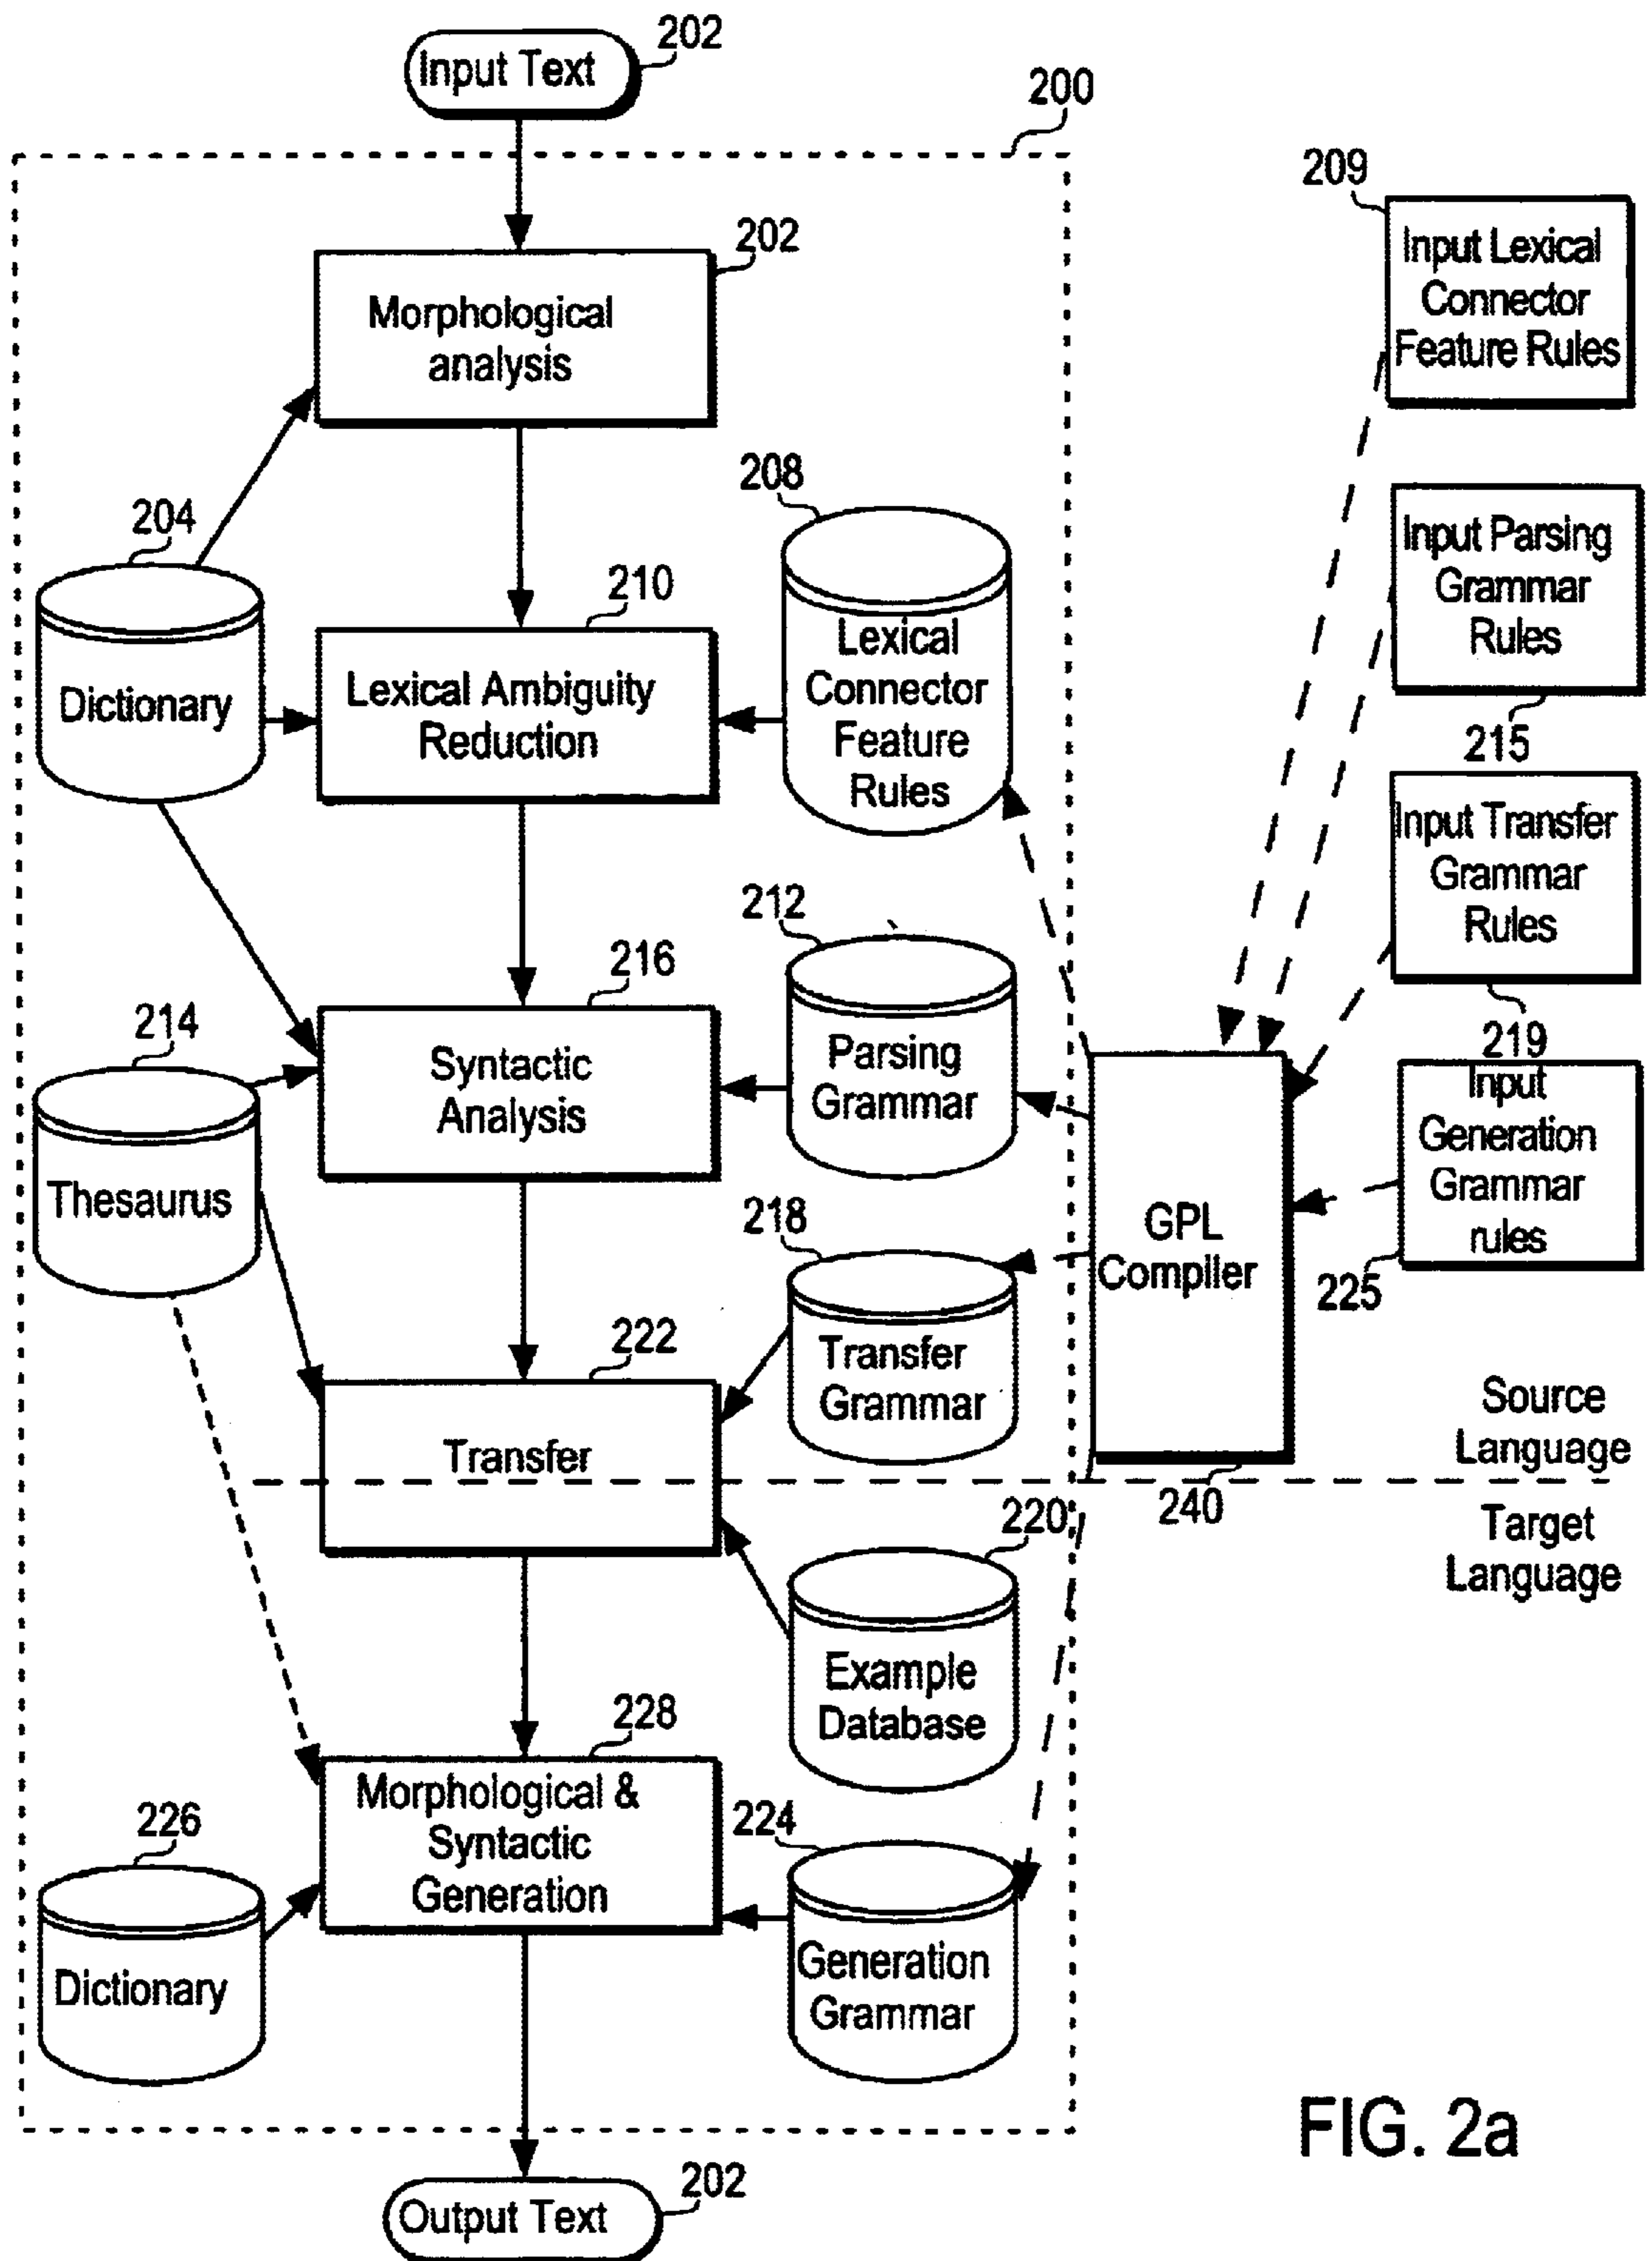 202
Input Text
200
209
Input Lexical
Connector
Feature Rules
202
Morphological
analysis
208
Input Parsing
Grammar
Rules
215
204
Dictionary
210
Lexical Ambiguity
Reduction
Lexical
Connector
Feature
Rules
Input Transfer
Grammar
Rules
219
212
216
214
Syntactic
Analysis
Parsing
Grammar
Input
Generation
Grammar
rules
225
Thesaurus
218
GPL
Compiler
240
222
Transfer
Transfer
Grammar
Source
Language
Target
Language
220
Example
Database
228
Morphological &
Syntactic
Generation
226
Dictionary
224
Generation
Grammar
FIG. 2a
202
Output Text